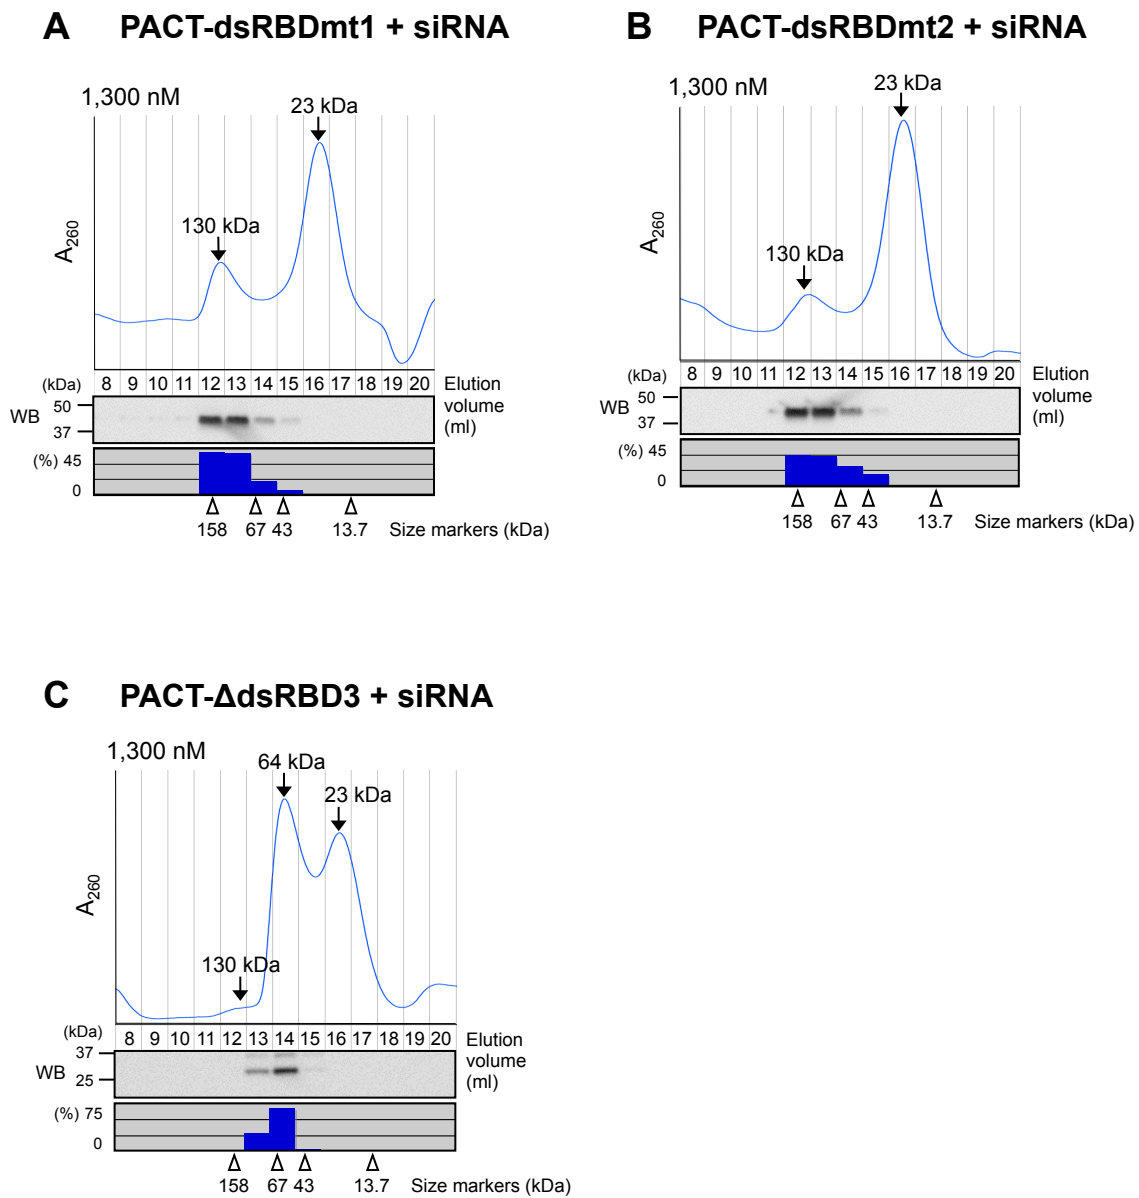 A PACT-dsRBDmt1 + siRNA
1,300 nM
23 kDa
130 kDa
A260
(kDa) 8 9 10 11 12 13 14 15 16 17 18 19 20 Elution
volume
(ml)
WB
50
37
(%) 45
0
158 67 43 13.7 Size markers (kDa)
B PACT-dsRBDmt2 + siRNA
1,300 nM
23 kDa
130 kDa
A260
(kDa) 8 9 10 11 12 13 14 15 16 17 18 19 20 Elution
volume
(ml)
WB
50
37
(%) 45
0
158 67 43 13.7 Size markers (kDa)
C PACT-ΔdsRBD3 + siRNA
1,300 nM
64 kDa
23 kDa
130 kDa
A260
(kDa) 8 9 10 11 12 13 14 15 16 17 18 19 20 Elution
volume
(ml)
WB
37
25
(%) 75
0
158 67 43 13.7 Size markers (kDa)